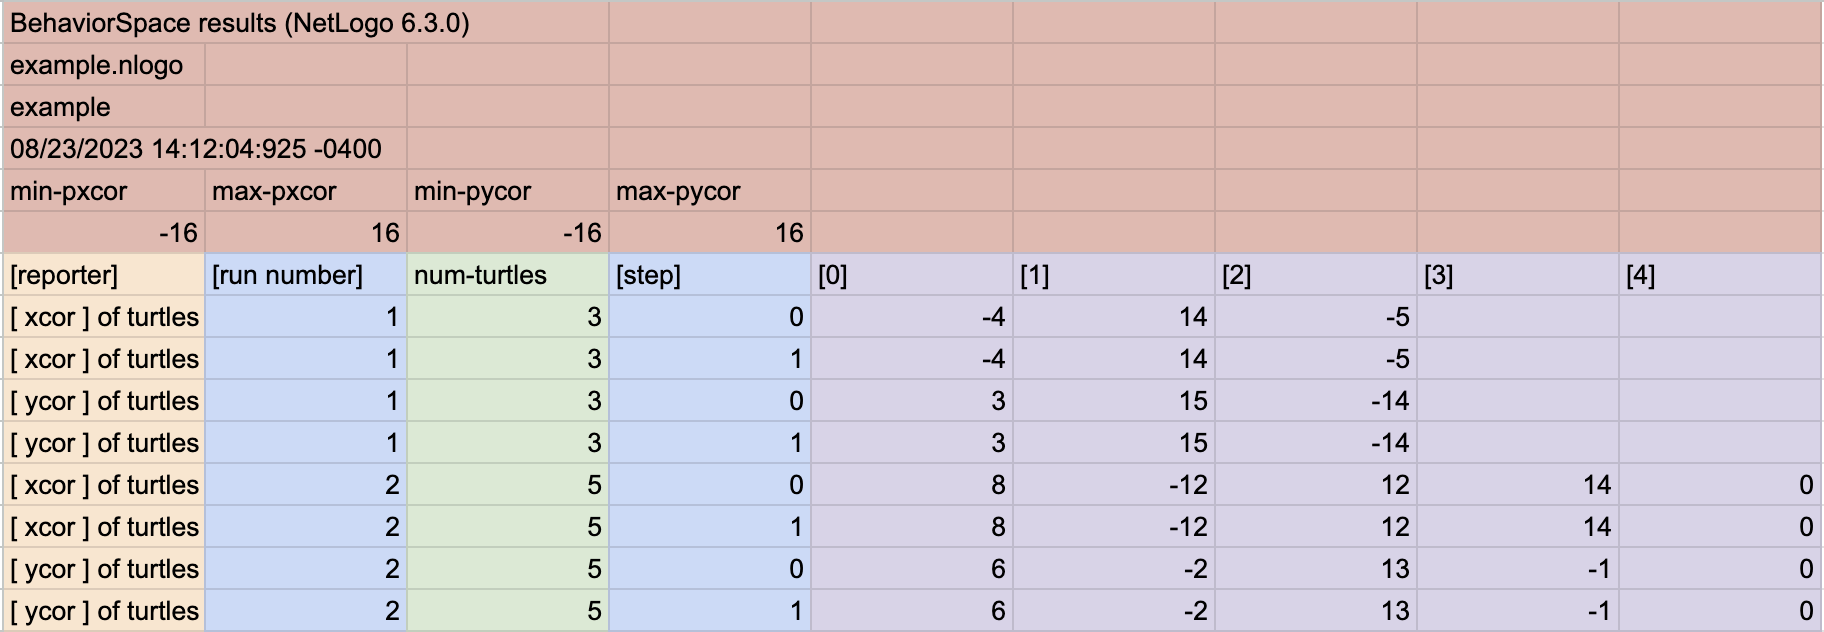 BehaviorSpace results (NetLogo 6.3.0)
example.nlogo
example
08/23/2023 14:12:04:925 -0400
min-pxcor max-pxcor min-pycor max-pycor
-16 16 -16 16
[reporter] [run number] num-turtles [step] [0] [1] [2] [3] [4]
[ xcor ] of turtles 1 3 0 -4 14 -5
[ xcor ] of turtles 1 3 1 -4 14 -5
[ ycor ] of turtles 1 3 0 3 15 -14
[ ycor ] of turtles 1 3 1 3 15 -14
[ xcor ] of turtles 2 5 0 8 -12 12 14 0
[ xcor ] of turtles 2 5 1 8 -12 12 14 0
[ ycor ] of turtles 2 5 0 6 -2 13 -1 0
[ ycor ] of turtles 2 5 1 6 -2 13 -1 0